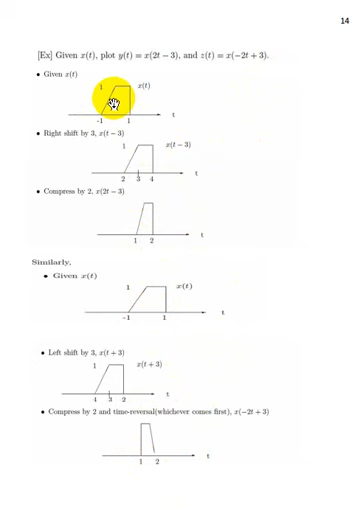 14
[Ex] Given x(t), plot y(t) = x(2t − 3), and z(t) = x(−2t + 3).
• Given x(t)
1 x(t)
t
-1 1
• Right shift by 3, x(t − 3)
1 x(t − 3)
t
2 3 4
• Compress by 2, x(2t − 3)
t
1 2
Similarly,
• Given x(t)
1 x(t)
t
-1 1
• Left shift by 3, x(t + 3)
1 x(t + 3)
t
4 3 2
• Compress by 2 and time-reversal(whichever comes first), x(−2t + 3)
t
1 2